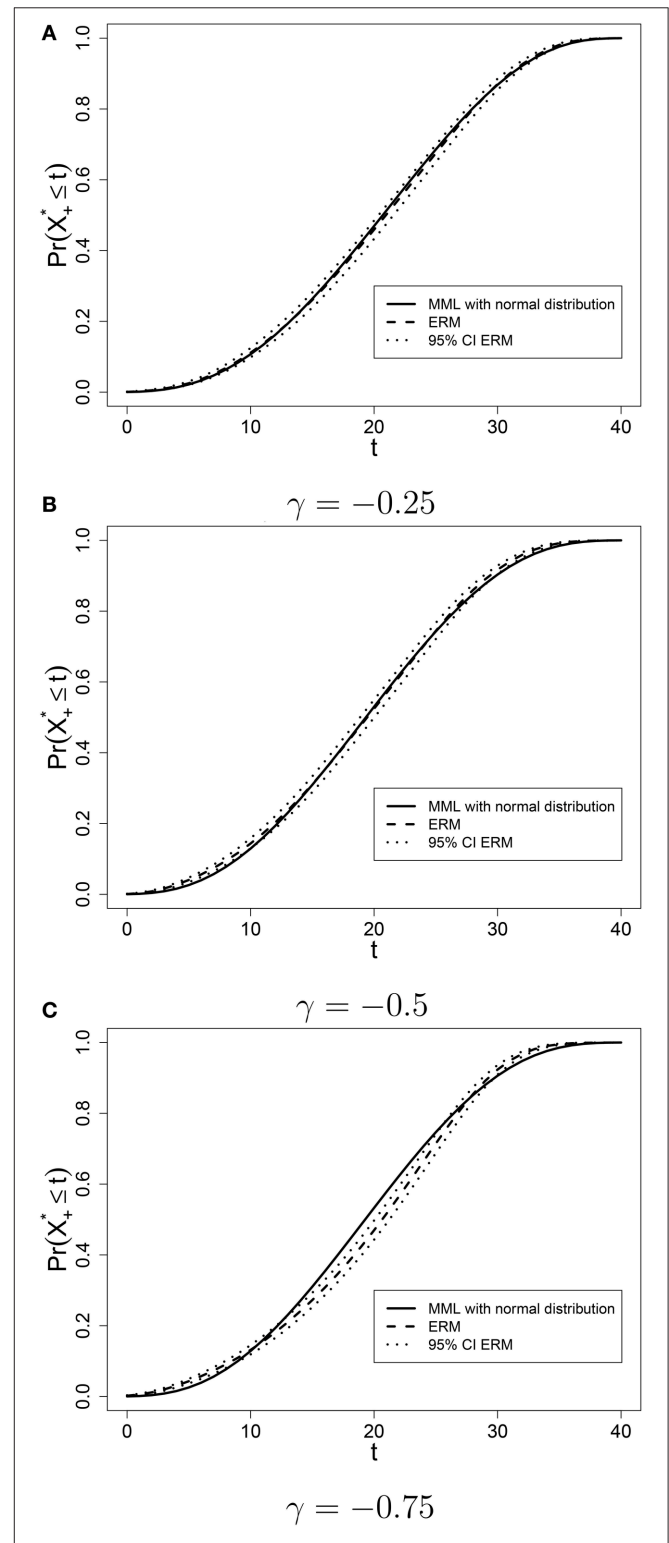 A
Pr(X*₊ ≤ t)
0.0 0.2 0.4 0.6 0.8 1.0
MML with normal distribution
ERM
95% CI ERM
0 10 20 30 40
t
γ = −0.25
B
Pr(X*₊ ≤ t)
0.0 0.2 0.4 0.6 0.8 1.0
MML with normal distribution
ERM
95% CI ERM
0 10 20 30 40
t
γ = −0.5
C
Pr(X*₊ ≤ t)
0.0 0.2 0.4 0.6 0.8 1.0
MML with normal distribution
ERM
95% CI ERM
0 10 20 30 40
t
γ = −0.75